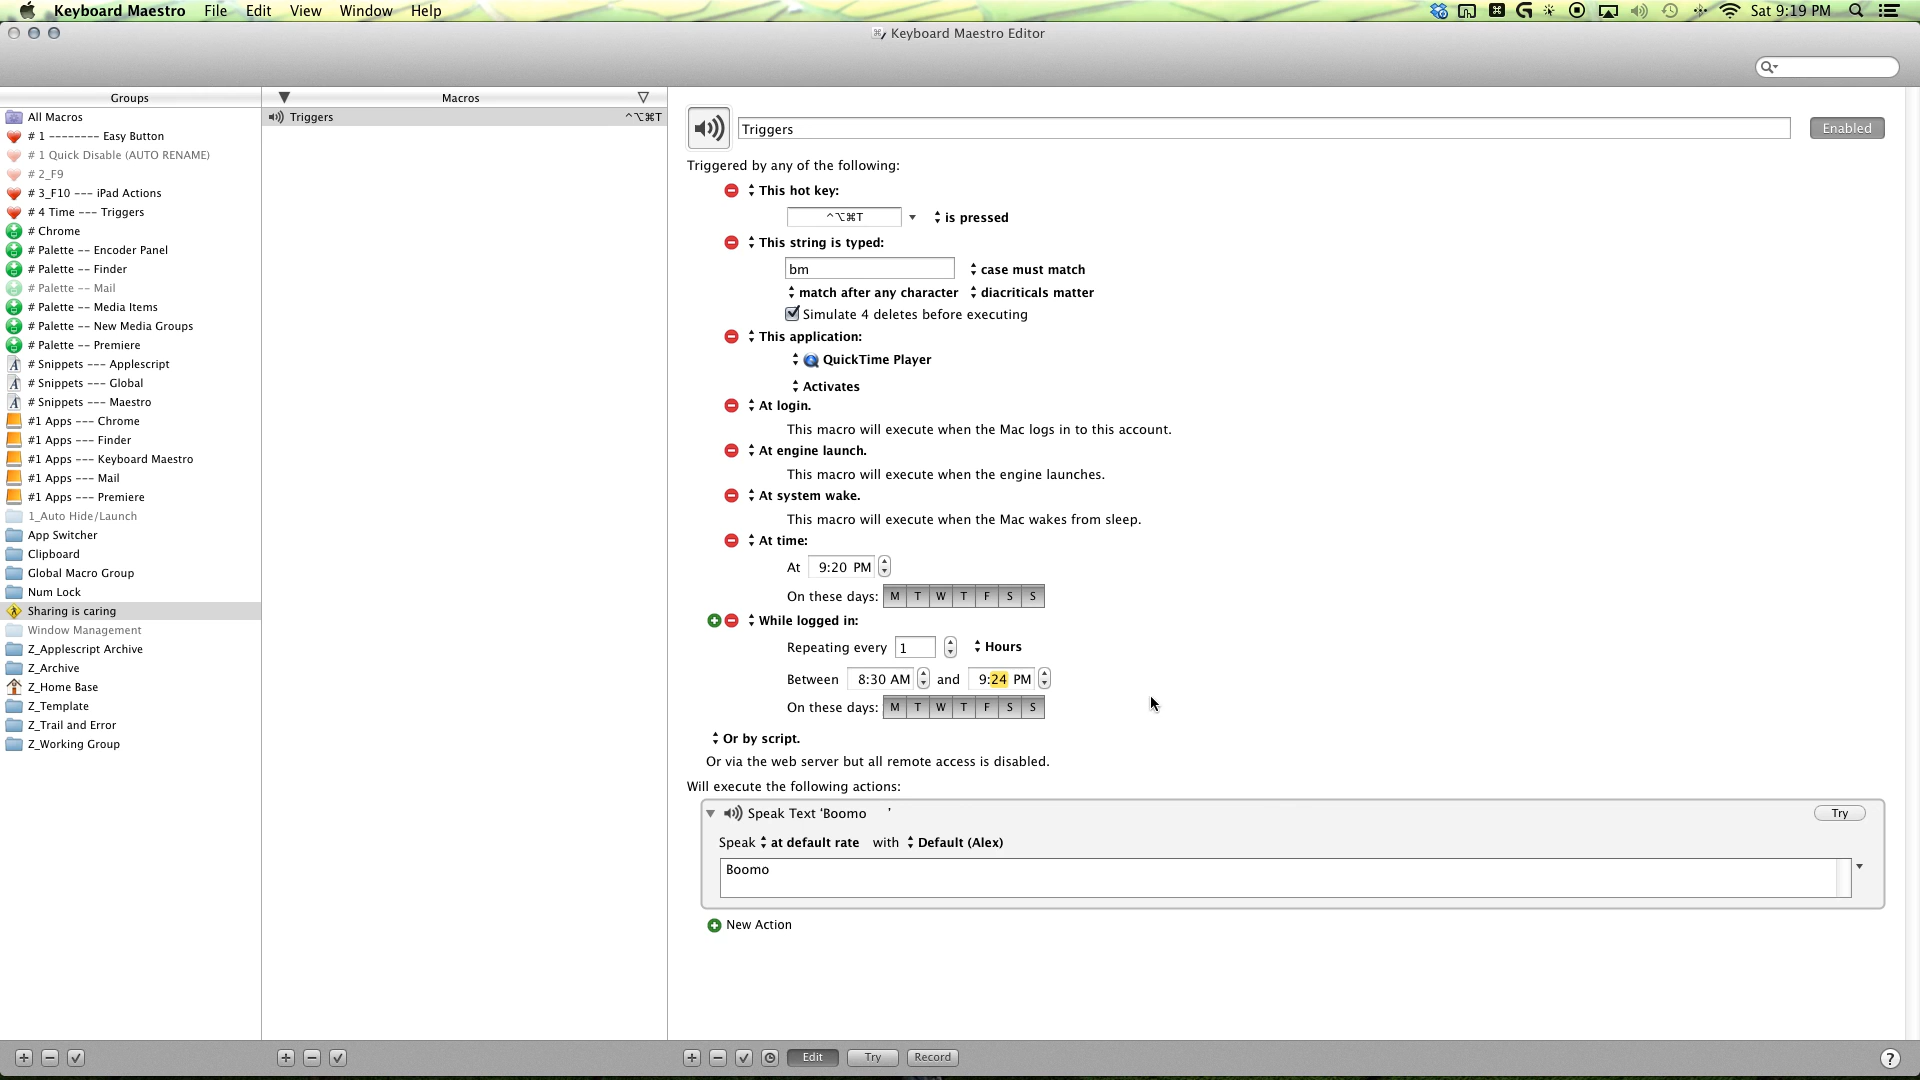 Keyboard Maestro File Edit View Window Help Sat 9:19 PM
Keyboard Maestro Editor
Groups
All Macros
# 1 -------- Easy Button
# 1 Quick Disable (AUTO RENAME)
# 2_F9
# 3_F10 --- iPad Actions
# 4 Time --- Triggers
# Chrome
# Palette -- Encoder Panel
# Palette -- Finder
# Palette -- Mail
# Palette -- Media Items
# Palette -- New Media Groups
# Palette -- Premiere
# Snippets --- Applescript
# Snippets --- Global
# Snippets --- Maestro
#1 Apps --- Chrome
#1 Apps --- Finder
#1 Apps --- Keyboard Maestro
#1 Apps --- Mail
#1 Apps --- Premiere
1_Auto Hide/Launch
App Switcher
Clipboard
Global Macro Group
Num Lock
Sharing is caring
Window Management
Z_Applescript Archive
Z_Archive
Z_Home Base
Z_Template
Z_Trail and Error
Z_Working Group
Macros
Triggers ⌃⌥⌘T
Triggers Enabled
Triggered by any of the following:
This hot key:
⌃⌥⌘T is pressed
This string is typed:
bm case must match
match after any character diacriticals matter
Simulate 4 deletes before executing
This application:
QuickTime Player
Activates
At login.
This macro will execute when the Mac logs in to this account.
At engine launch.
This macro will execute when the engine launches.
At system wake.
This macro will execute when the Mac wakes from sleep.
At time:
At 9:20 PM
On these days: M T W T F S S
While logged in:
Repeating every 1 Hours
Between 8:30 AM and 9:24 PM
On these days: M T W T F S S
Or by script.
Or via the web server but all remote access is disabled.
Will execute the following actions:
Speak Text ‘Boomo ’ Try
Speak at default rate with Default (Alex)
Boomo
New Action
Edit Try Record ?